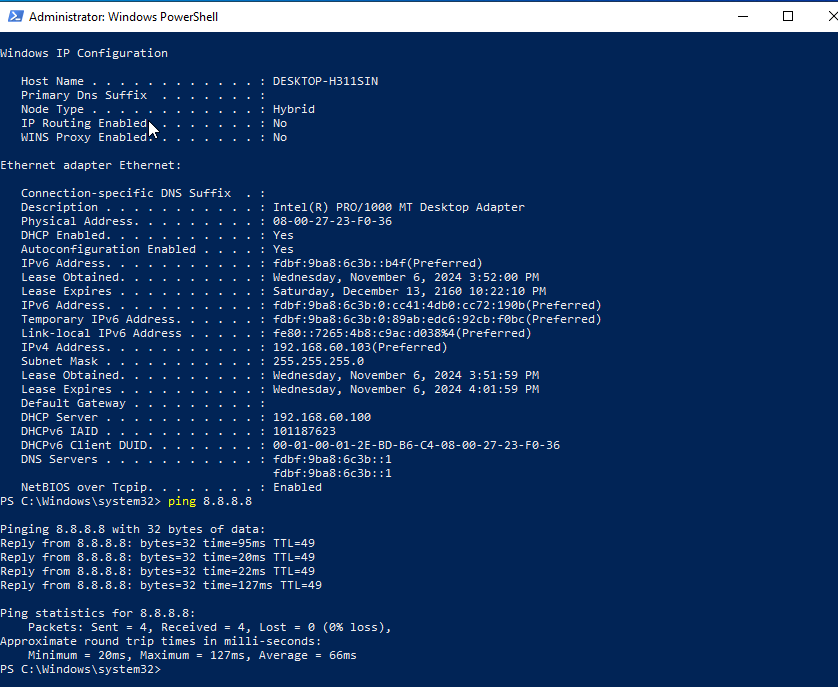 Administrator: Windows PowerShell
Windows IP Configuration
Host Name . . . . . . . . . . . . : DESKTOP-H311SIN
Primary Dns Suffix  . . . . . . . :
Node Type . . . . . . . . . . . . : Hybrid
IP Routing Enabled. . . . . . . . : No
WINS Proxy Enabled. . . . . . . . : No
Ethernet adapter Ethernet:
Connection-specific DNS Suffix  . :
Description . . . . . . . . . . . : Intel(R) PRO/1000 MT Desktop Adapter
Physical Address. . . . . . . . . : 08-00-27-23-F0-36
DHCP Enabled. . . . . . . . . . . : Yes
Autoconfiguration Enabled . . . . : Yes
IPv6 Address. . . . . . . . . . . : fdbf:9ba8:6c3b::b4f(Preferred)
Lease Obtained. . . . . . . . . . : Wednesday, November 6, 2024 3:52:00 PM
Lease Expires . . . . . . . . . . : Saturday, December 13, 2160 10:22:10 PM
IPv6 Address. . . . . . . . . . . : fdbf:9ba8:6c3b:0:cc41:4db0:cc72:190b(Preferred)
Temporary IPv6 Address. . . . . . : fdbf:9ba8:6c3b:0:89ab:edc6:92cb:f0bc(Preferred)
Link-local IPv6 Address . . . . . : fe80::7265:4b8:c9ac:d038%4(Preferred)
IPv4 Address. . . . . . . . . . . : 192.168.60.103(Preferred)
Subnet Mask . . . . . . . . . . . : 255.255.255.0
Lease Obtained. . . . . . . . . . : Wednesday, November 6, 2024 3:51:59 PM
Lease Expires . . . . . . . . . . : Wednesday, November 6, 2024 4:01:59 PM
Default Gateway . . . . . . . . . :
DHCP Server . . . . . . . . . . . : 192.168.60.100
DHCPv6 IAID . . . . . . . . . . . : 101187623
DHCPv6 Client DUID. . . . . . . . : 00-01-00-01-2E-BD-B6-C4-08-00-27-23-F0-36
DNS Servers . . . . . . . . . . . : fdbf:9ba8:6c3b::1
fdbf:9ba8:6c3b::1
NetBIOS over Tcpip. . . . . . . . : Enabled
PS C:\Windows\system32> ping 8.8.8.8
Pinging 8.8.8.8 with 32 bytes of data:
Reply from 8.8.8.8: bytes=32 time=95ms TTL=49
Reply from 8.8.8.8: bytes=32 time=20ms TTL=49
Reply from 8.8.8.8: bytes=32 time=22ms TTL=49
Reply from 8.8.8.8: bytes=32 time=127ms TTL=49
Ping statistics for 8.8.8.8:
Packets: Sent = 4, Received = 4, Lost = 0 (0% loss),
Approximate round trip times in milli-seconds:
Minimum = 20ms, Maximum = 127ms, Average = 66ms
PS C:\Windows\system32>